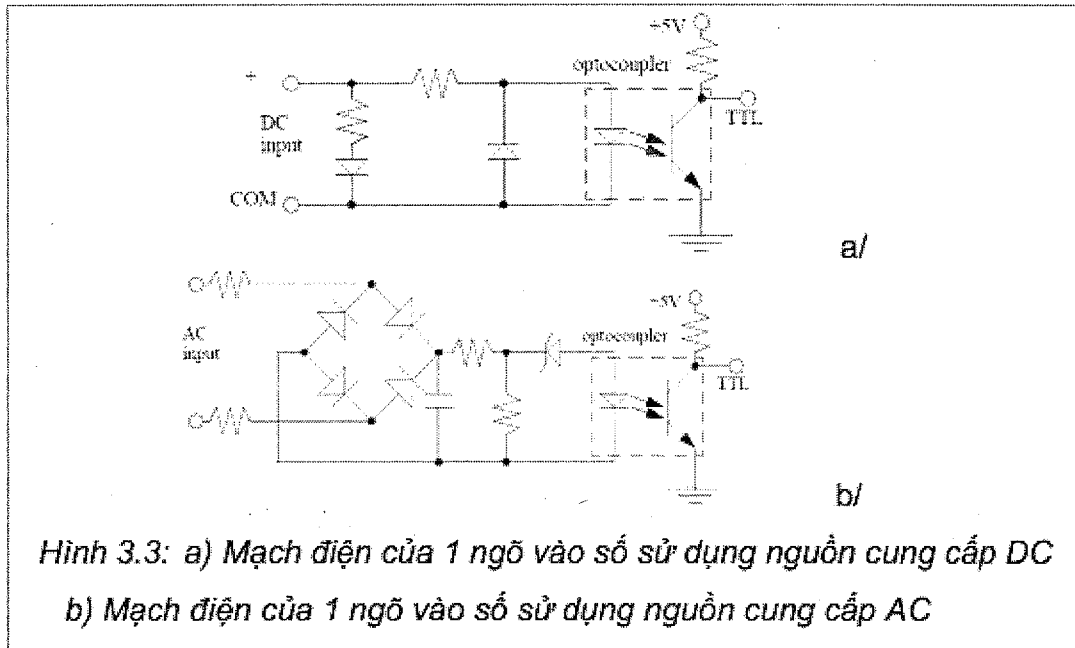 +5V
optocoupler
+
DC
input
TTL
COM
a/
+5V
AC
input
optocoupler
TTL
b/
Hình 3.3: a) Mạch điện của 1 ngõ vào số sử dụng nguồn cung cấp DC
b) Mạch điện của 1 ngõ vào số sử dụng nguồn cung cấp AC